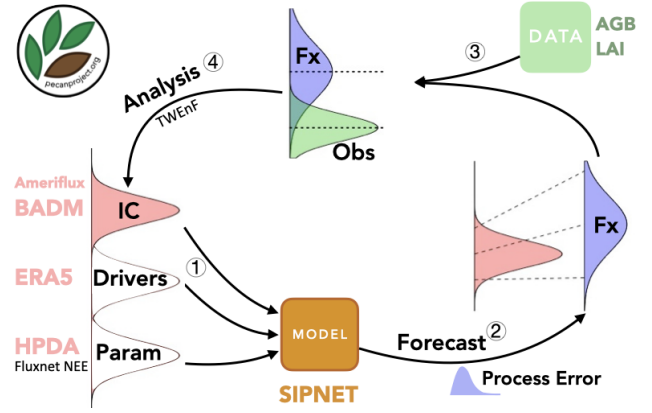 pecanproject.org
Analysis ④
TWEnF
Fx
Obs
③
DATA
AGB
LAI
Ameriflux
BADM
IC
ERA5
Drivers
①
HPDA
Fluxnet NEE
Param
MODEL
SIPNET
Forecast ②
Process Error
Fx